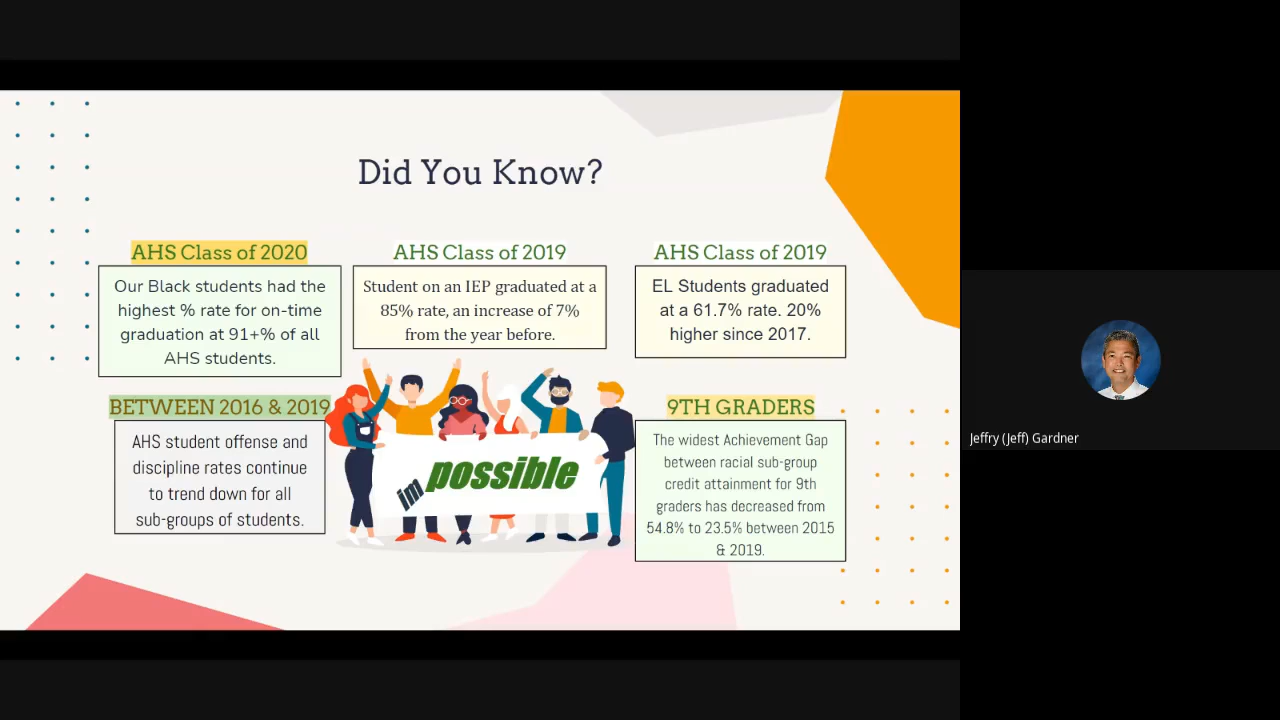 Did You Know?
AHS Class of 2020
Our Black students had the
highest % rate for on-time
graduation at 91+% of all
AHS students.
AHS Class of 2019
Student on an IEP graduated at a
85% rate, an increase of 7%
from the year before.
AHS Class of 2019
EL Students graduated
at a 61.7% rate. 20%
higher since 2017.
BETWEEN 2016 & 2019
AHS student offense and
discipline rates continue
to trend down for all
sub-groups of students.
im possible
9TH GRADERS
The widest Achievement Gap
between racial sub-group
credit attainment for 9th
graders has decreased from
54.8% to 23.5% between 2015
& 2019.
Jeffry (Jeff) Gardner